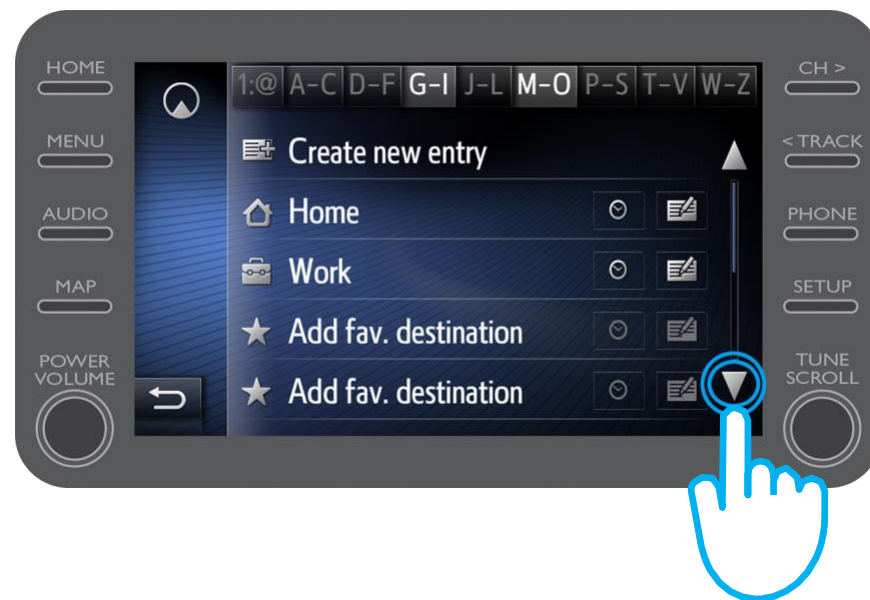 HOME
MENU
AUDIO
MAP
POWER
VOLUME
1:@ A-C D-F G-I J-L M-O P-S T-V W-Z
Create new entry
Home
Work
Add fav. destination
Add fav. destination
CH >
< TRACK
PHONE
SETUP
TUNE
SCROLL